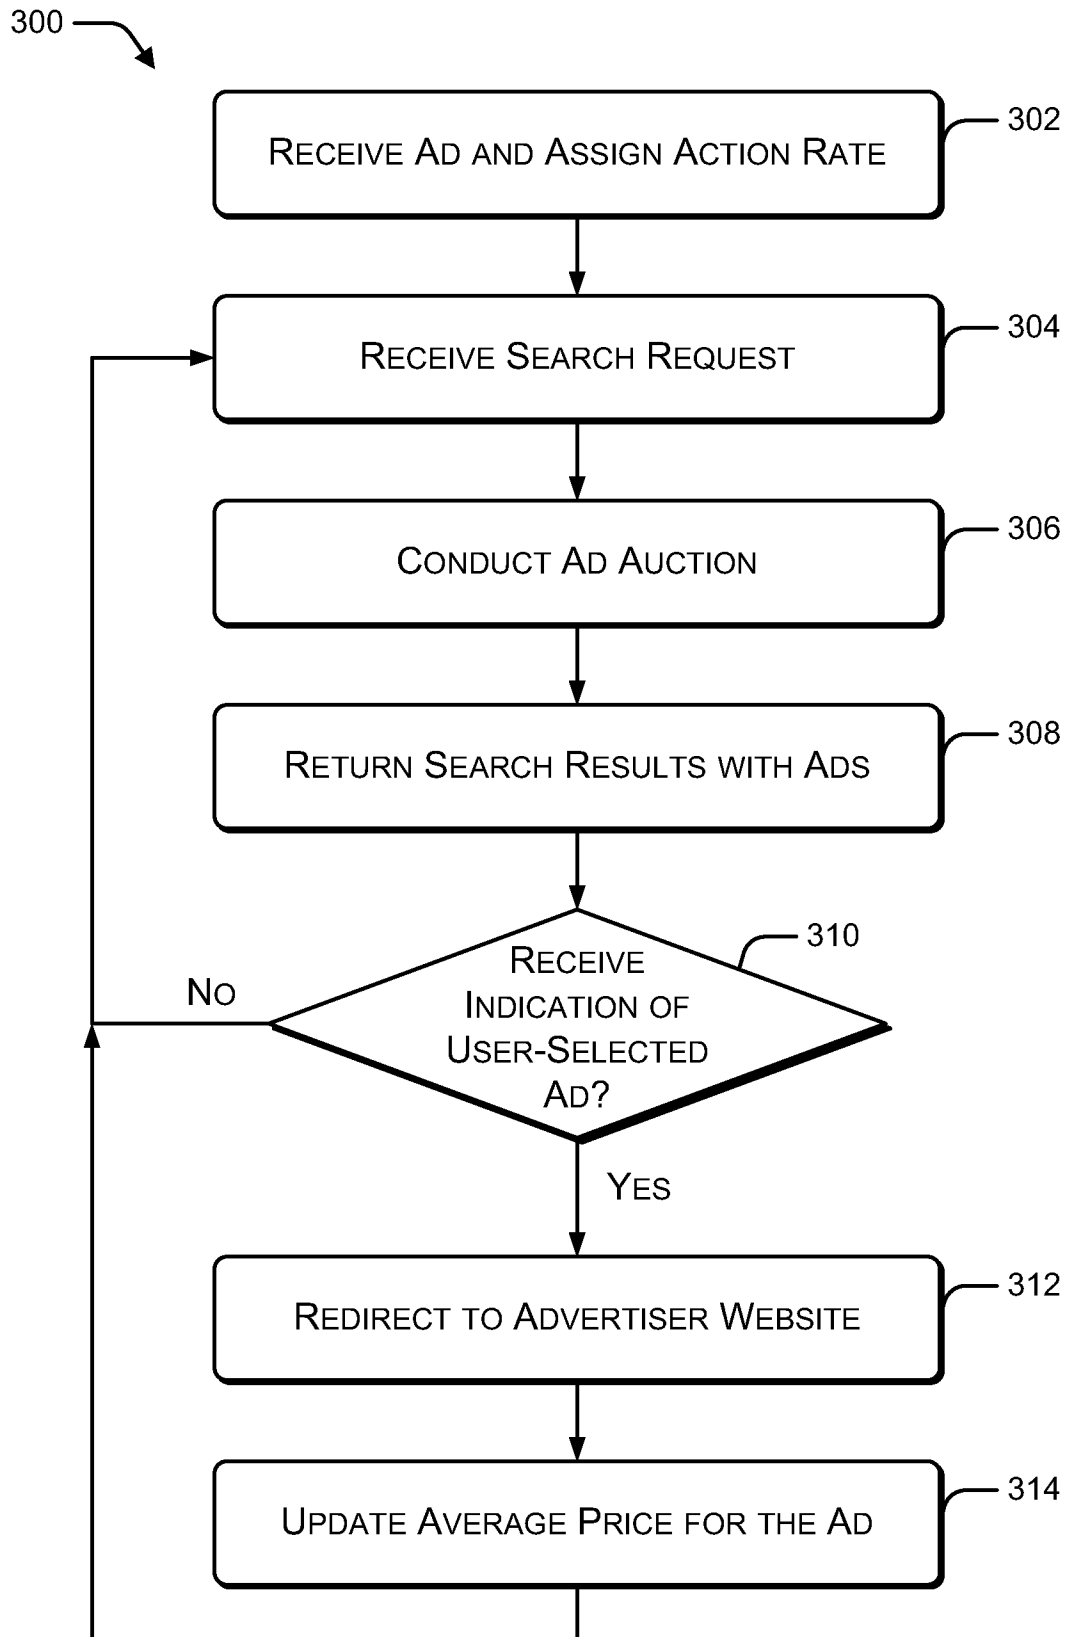 300
RECEIVE AD AND ASSIGN ACTION RATE
302
RECEIVE SEARCH REQUEST
304
CONDUCT AD AUCTION
306
RETURN SEARCH RESULTS WITH ADS
308
310
RECEIVE
INDICATION OF
USER-SELECTED
AD?
NO
YES
REDIRECT TO ADVERTISER WEBSITE
312
UPDATE AVERAGE PRICE FOR THE AD
314